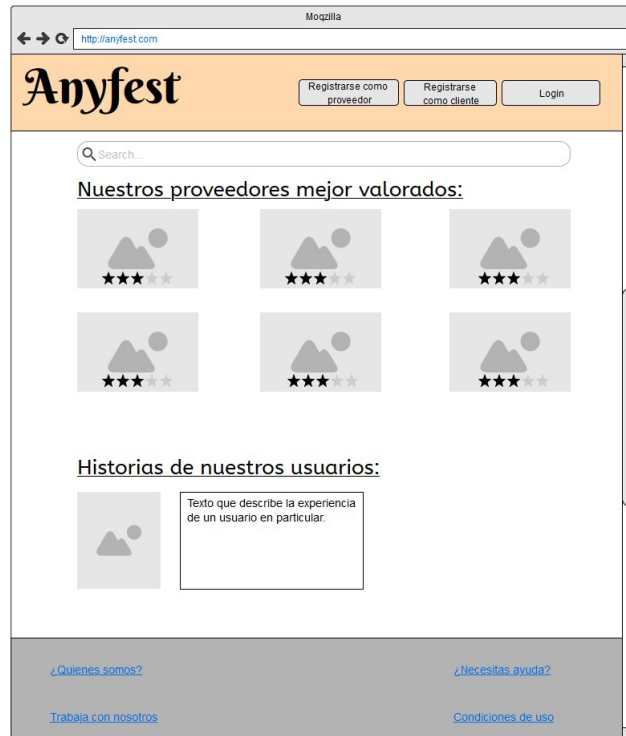 Moqzilla
http://anyfest.com
Anyfest
Registrarse como
proveedor
Registrarse
como cliente
Login
Search...
Nuestros proveedores mejor valorados:
Historias de nuestros usuarios:
Texto que describe la experiencia
de un usuario en particular.
¿Quienes somos?
¿Necesitas ayuda?
Trabaja con nosotros
Condiciones de uso